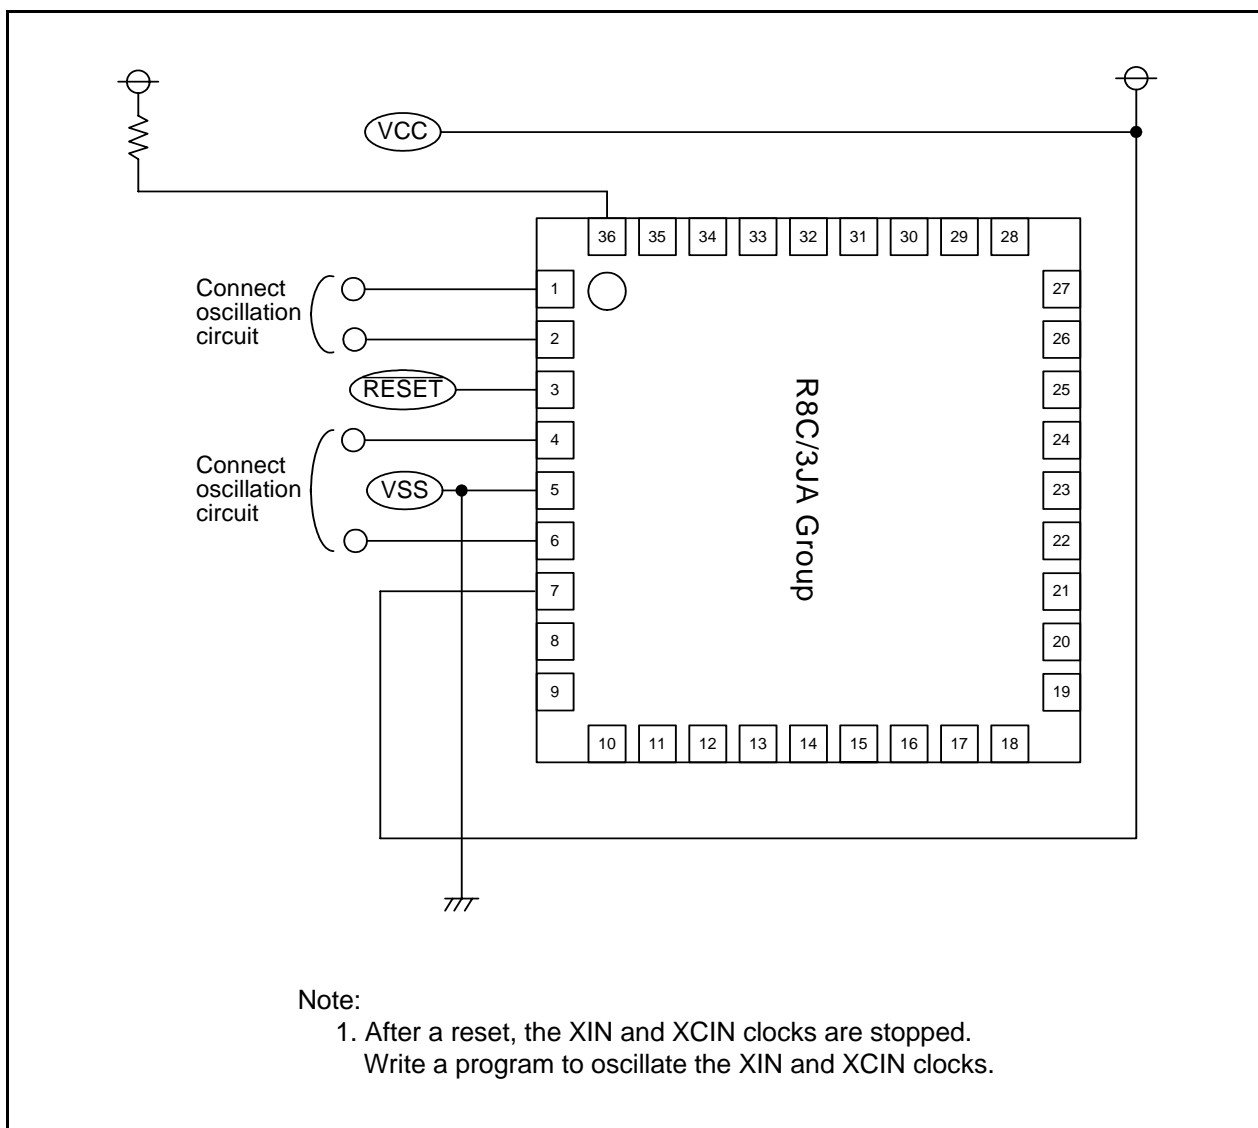 VCC
36 35 34 33 32 31 30 29 28
Connect
oscillation
circuit
1
2
RESET
3
Connect
oscillation
circuit
4
VSS
5
6
7
8
9
R8C/3JA Group
27
26
25
24
23
22
21
20
19
10 11 12 13 14 15 16 17 18
Note:
1. After a reset, the XIN and XCIN clocks are stopped.
Write a program to oscillate the XIN and XCIN clocks.